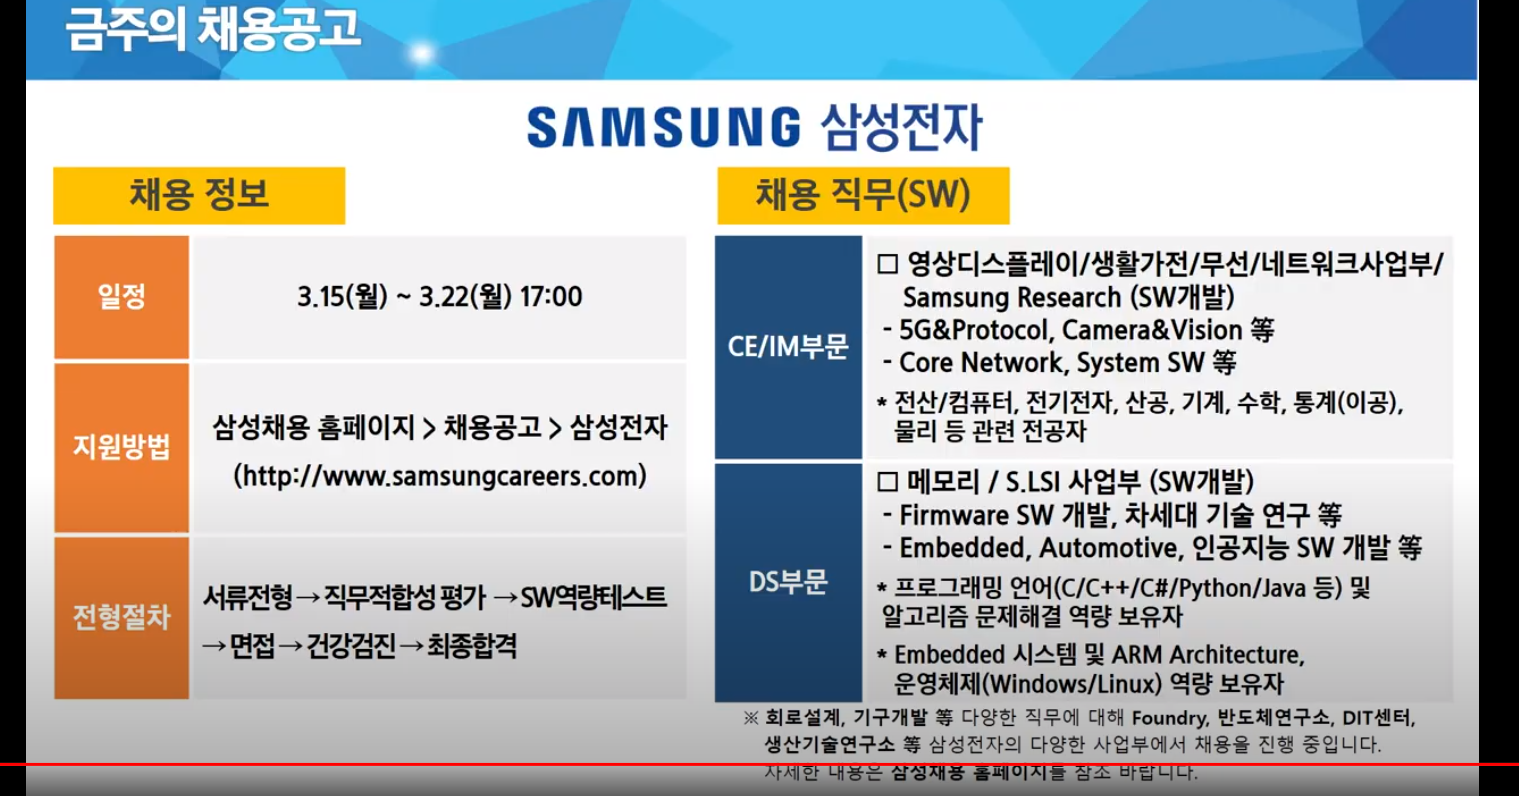 금주의 채용공고
SAMSUNG 삼성전자
채용 정보
일정
3.15(월) ~ 3.22(월) 17:00
지원방법
삼성채용 홈페이지 > 채용공고 > 삼성전자
(http://www.samsungcareers.com)
전형절차
서류전형→직무적합성 평가 →SW역량테스트
→면접→건강검진→최종합격
채용 직무(SW)
CE/IM부문
□ 영상디스플레이/생활가전/무선/네트워크사업부/
Samsung Research (SW개발)
- 5G&Protocol, Camera&Vision 等
- Core Network, System SW 等
* 전산/컴퓨터, 전기전자, 산공, 기계, 수학, 통계(이공),
물리 등 관련 전공자
DS부문
□ 메모리 / S.LSI 사업부 (SW개발)
- Firmware SW 개발, 차세대 기술 연구 等
- Embedded, Automotive, 인공지능 SW 개발 等
* 프로그래밍 언어(C/C++/C#/Python/Java 등) 및
알고리즘 문제해결 역량 보유자
* Embedded 시스템 및 ARM Architecture,
운영체제(Windows/Linux) 역량 보유자
※ 회로설계, 기구개발 等 다양한 직무에 대해 Foundry, 반도체연구소, DIT센터,
생산기술연구소 等 삼성전자의 다양한 사업부에서 채용을 진행 중입니다.
자세한 내용은 삼성채용 홈페이지를 참조 바랍니다.